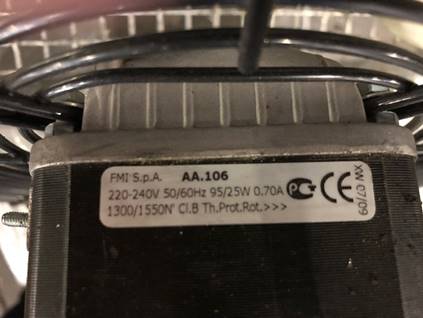 FMI S.p.A. AA.106
220-240V 50/60Hz 95/25W 0.70A
1300/1550N' Cl.B Th.Prot.Rot.>>>
CE
XW 07/09